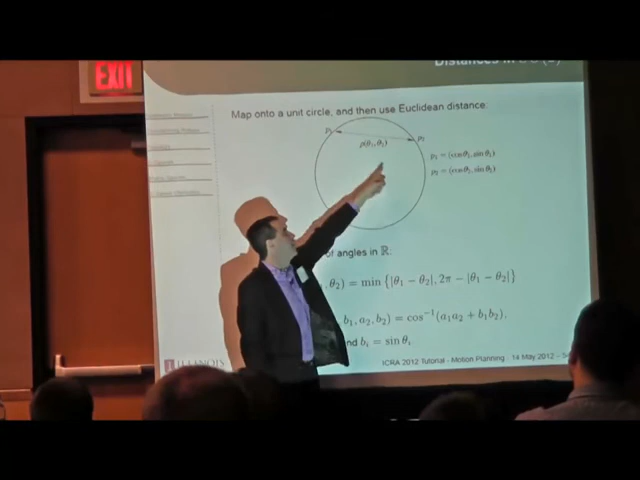 EXIT
Distances in
Map onto a unit circle, and then use Euclidean distance.
p₁
p₂
ρ(θ₁, θ₂)
p₁ = (cos θ₁, sin θ₁)
p₂ = (cos θ₂, sin θ₂)
of angles in ℝ:
, θ₂) = min {|θ₁ − θ₂|, 2π − |θ₁ − θ₂|}
b₁, a₂, b₂) = cos⁻¹(a₁a₂ + b₁b₂),
nd bᵢ = sin θᵢ
ILLINOIS
ICRA 2012 Tutorial - Motion Planning 14 May 2012